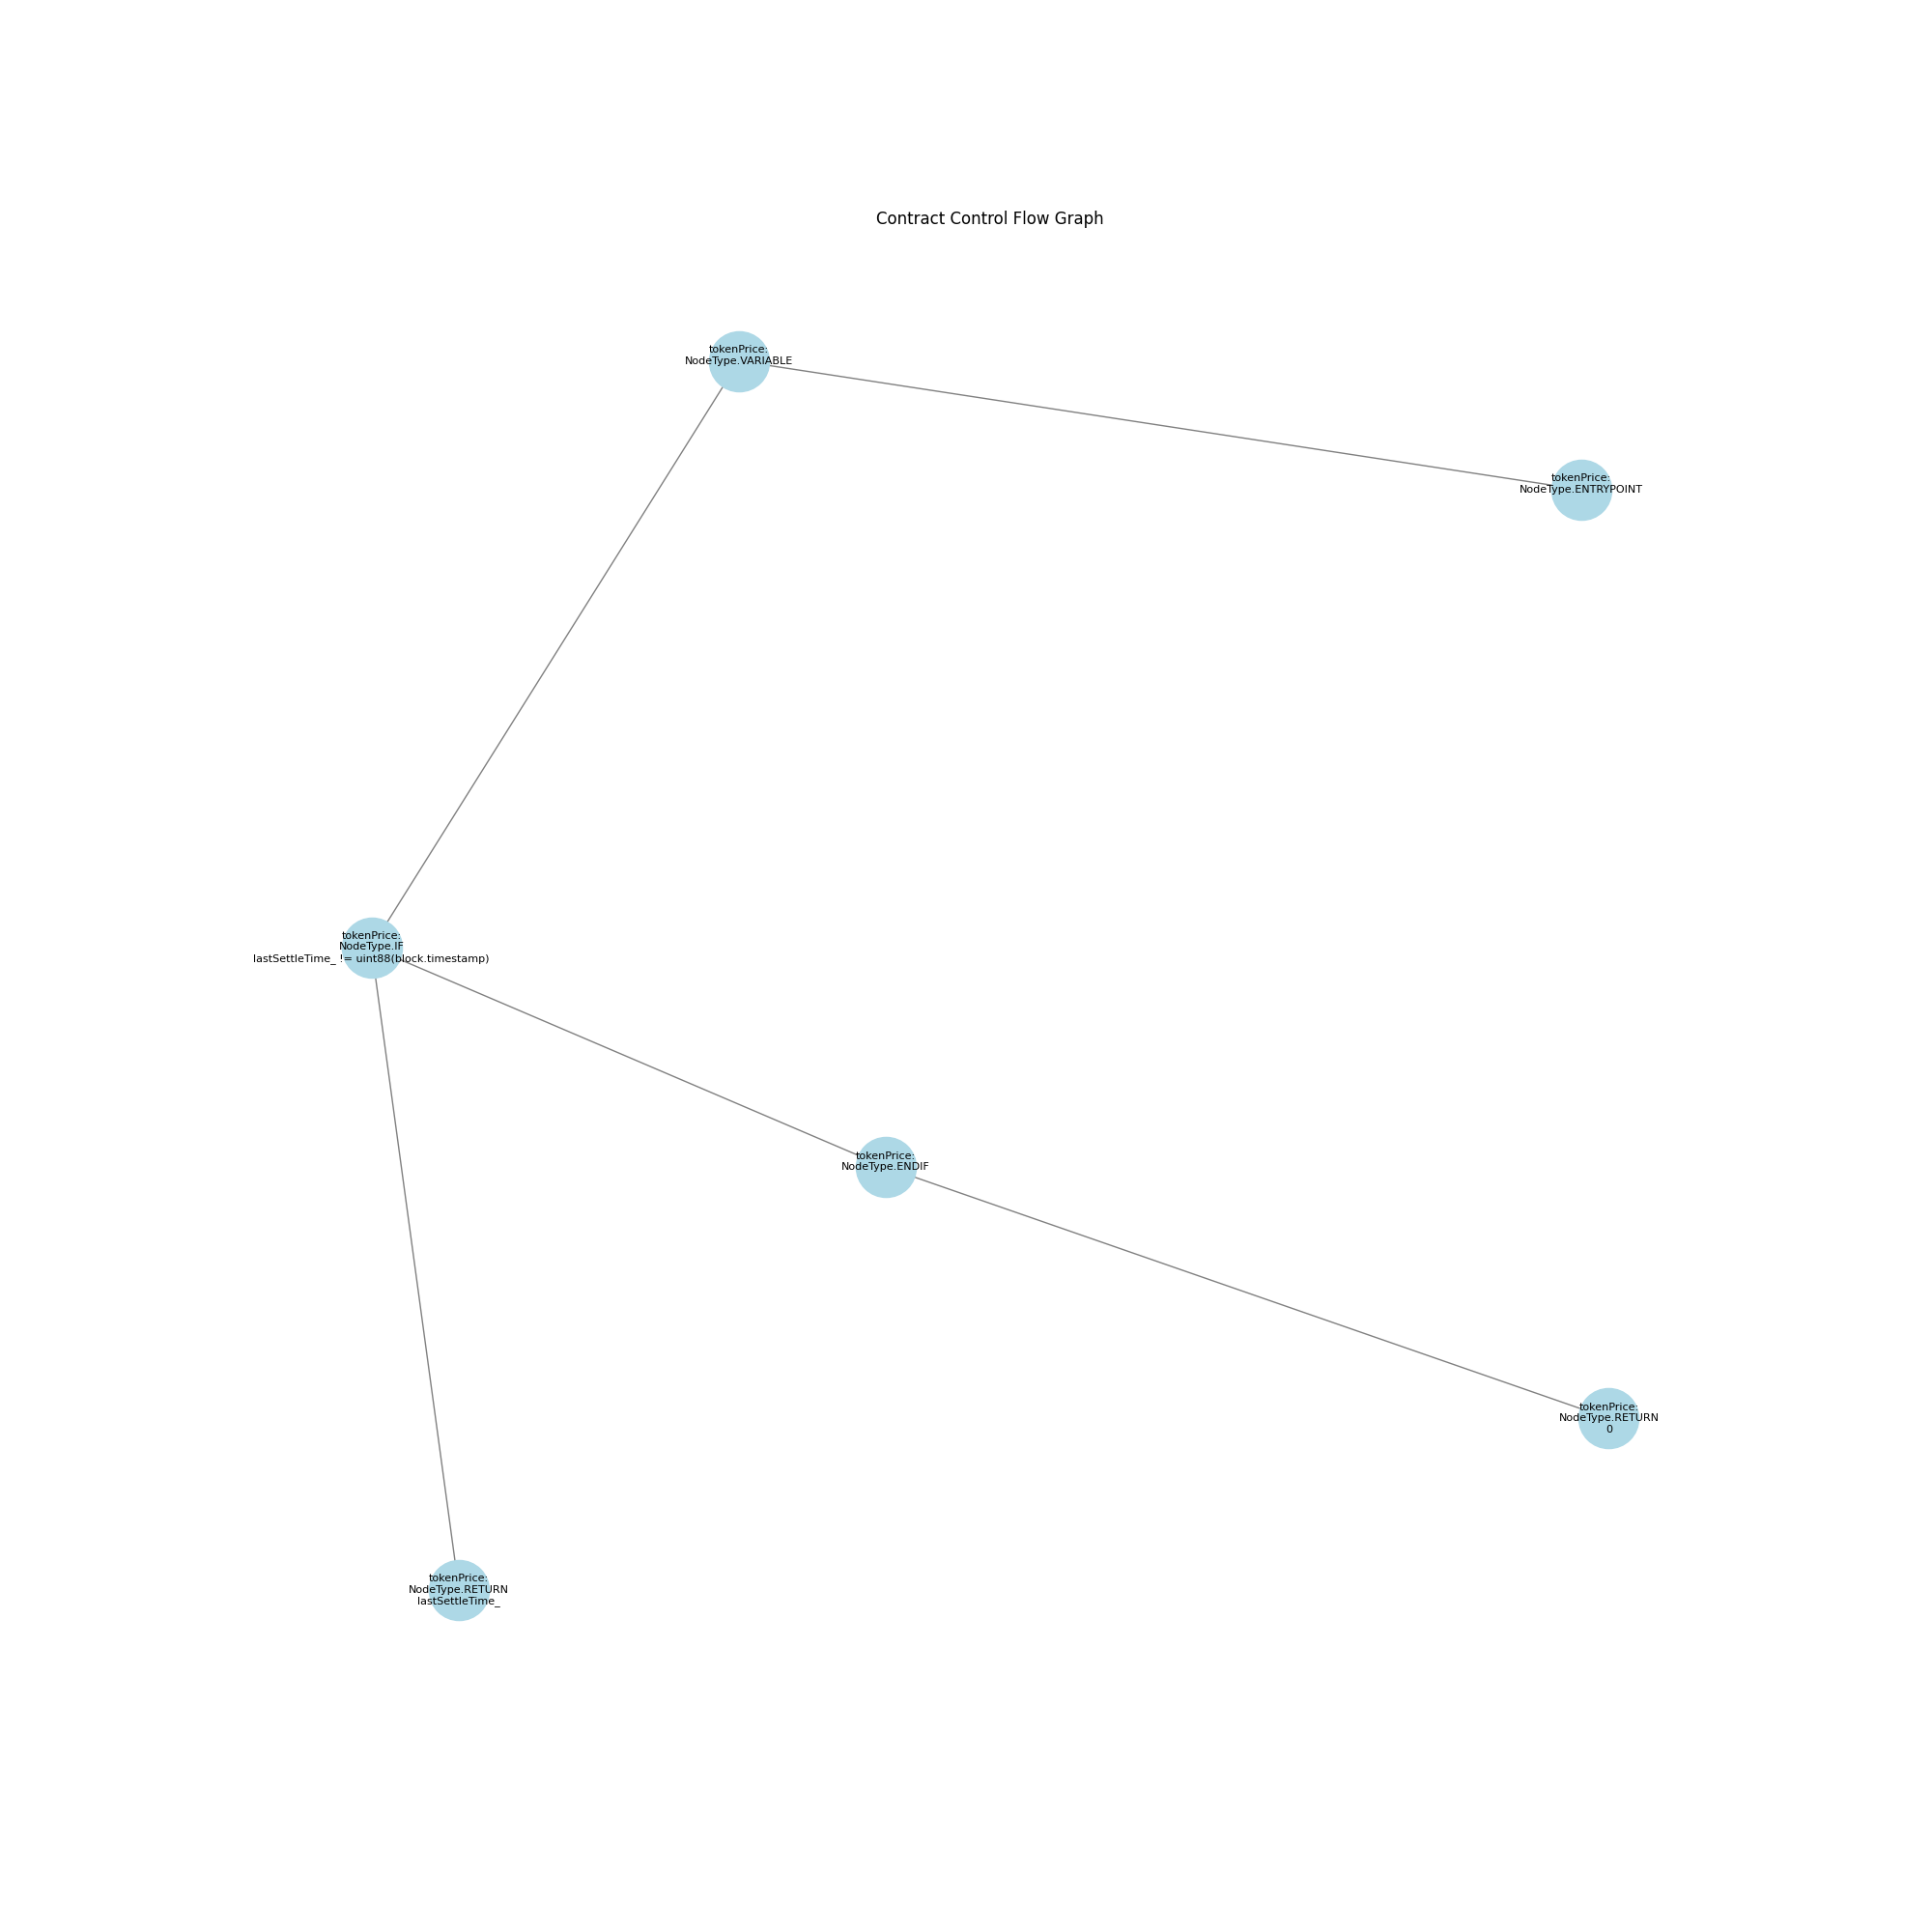 Contract Control Flow Graph
tokenPrice:
NodeType.VARIABLE
tokenPrice:
NodeType.ENTRYPOINT
tokenPrice:
NodeType.IF
lastSettleTime_ != uint88(block.timestamp)
tokenPrice:
NodeType.ENDIF
tokenPrice:
NodeType.RETURN
0
tokenPrice:
NodeType.RETURN
lastSettleTime_